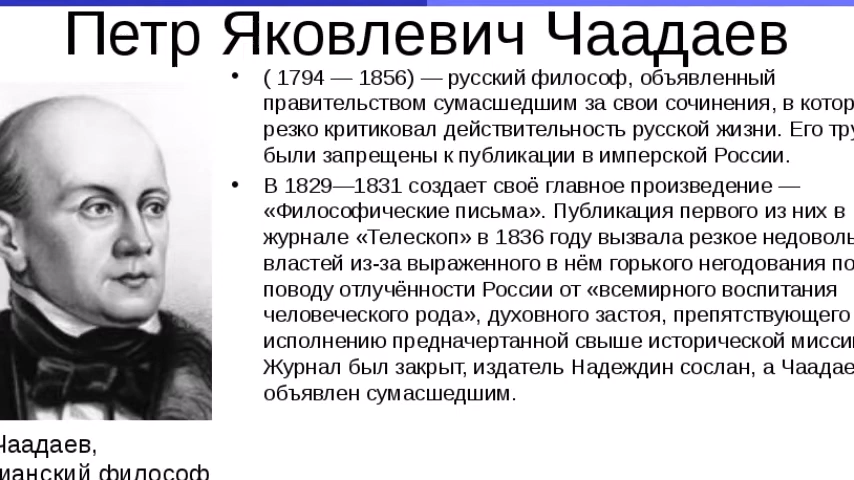 Петр Яковлевич Чаадаев
• ( 1794 — 1856) — русский философ, объявленный
правительством сумасшедшим за свои сочинения, в котор
резко критиковал действительность русской жизни. Его тру
были запрещены к публикации в имперской России.
• В 1829—1831 создает своё главное произведение —
«Философические письма». Публикация первого из них в
журнале «Телескоп» в 1836 году вызвала резкое недоволь
властей из-за выраженного в нём горького негодования по
поводу отлучённости России от «всемирного воспитания
человеческого рода», духовного застоя, препятствующего
исполнению предначертанной свыше исторической мисси
Журнал был закрыт, издатель Надеждин сослан, а Чаадае
объявлен сумасшедшим.
Чаадаев,
ианский философ